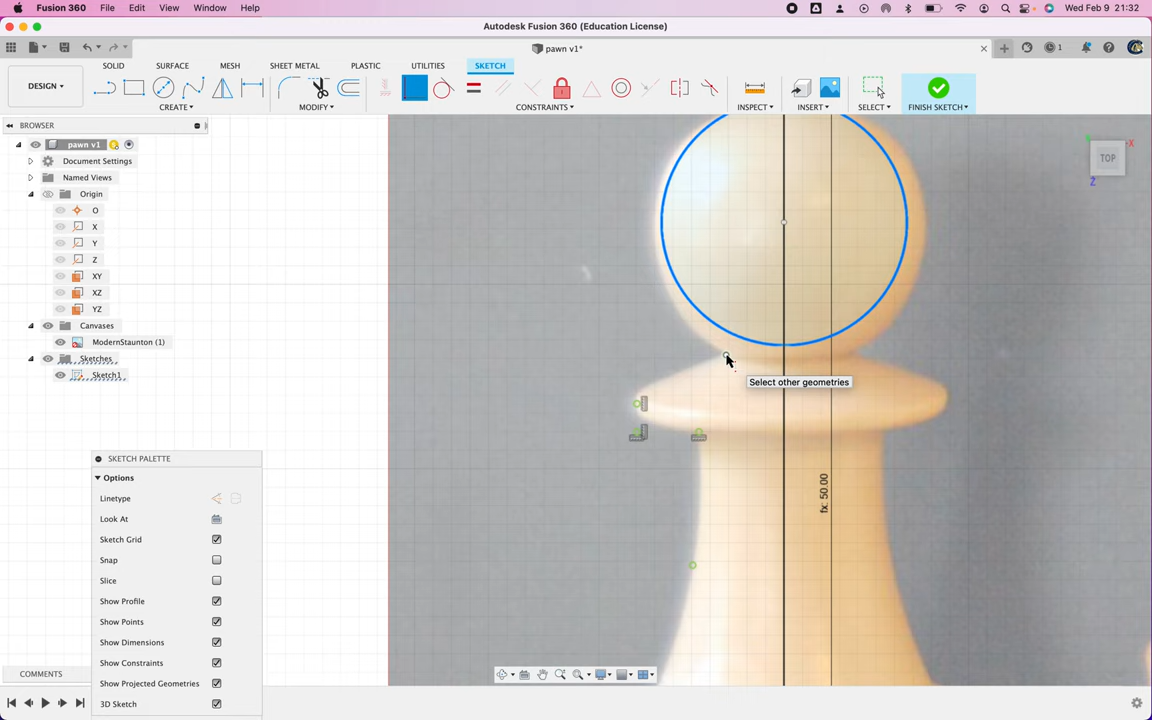 Fusion 360 File Edit View Window Help Wed Feb 9 21:32
Autodesk Fusion 360 (Education License)
pawn v1*
1
DESIGN
SOLID SURFACE MESH SHEET METAL PLASTIC UTILITIES SKETCH
CREATE MODIFY CONSTRAINTS INSPECT INSERT SELECT FINISH SKETCH
BROWSER
pawn v1
Document Settings
Named Views
Origin
O
X
Y
Z
XY
XZ
YZ
Canvases
ModernStaunton (1)
Sketches
Sketch1
TOP
X
Z
Select other geometries
fx: 50.00
SKETCH PALETTE
Options
Linetype
Look At
Sketch Grid
Snap
Slice
Show Profile
Show Points
Show Dimensions
Show Constraints
Show Projected Geometries
3D Sketch
COMMENTS